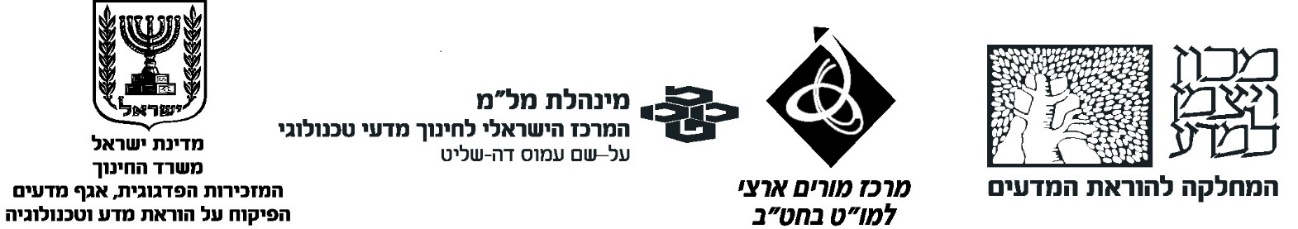 מכון
ויצמן
למדע
המחלקה להוראת המדעים
מרכז מורים ארצי
למו"ט בחט"ב
מינהלת מל"מ
המרכז הישראלי לחינוך מדעי טכנולוגי
על-שם עמוס דה-שליט
ישראל
מדינת ישראל
משרד החינוך
המזכירות הפדגוגית, אגף מדעים
הפיקוח על הוראת מדע וטכנולוגיה